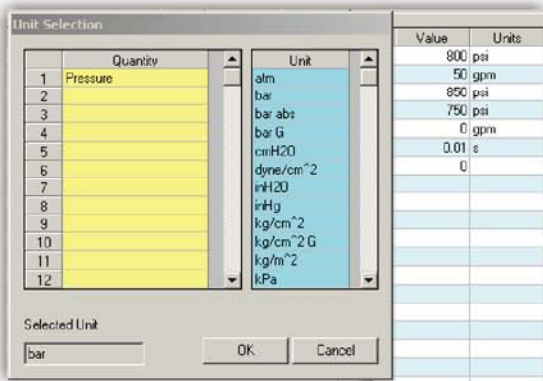 Unit Selection
Quantity
1 Pressure
2
3
4
5
6
7
8
9
10
11
12
Unit
atm
bar
bar abs
bar G
cmH2O
dyne/cm^2
inH2O
inHg
kg/cm^2
kg/cm^2 G
kg/m^2
kPa
Selected Unit
bar
OK Cancel
Value Units
800 psi
50 gpm
850 psi
750 psi
0 gpm
0.01 s
0